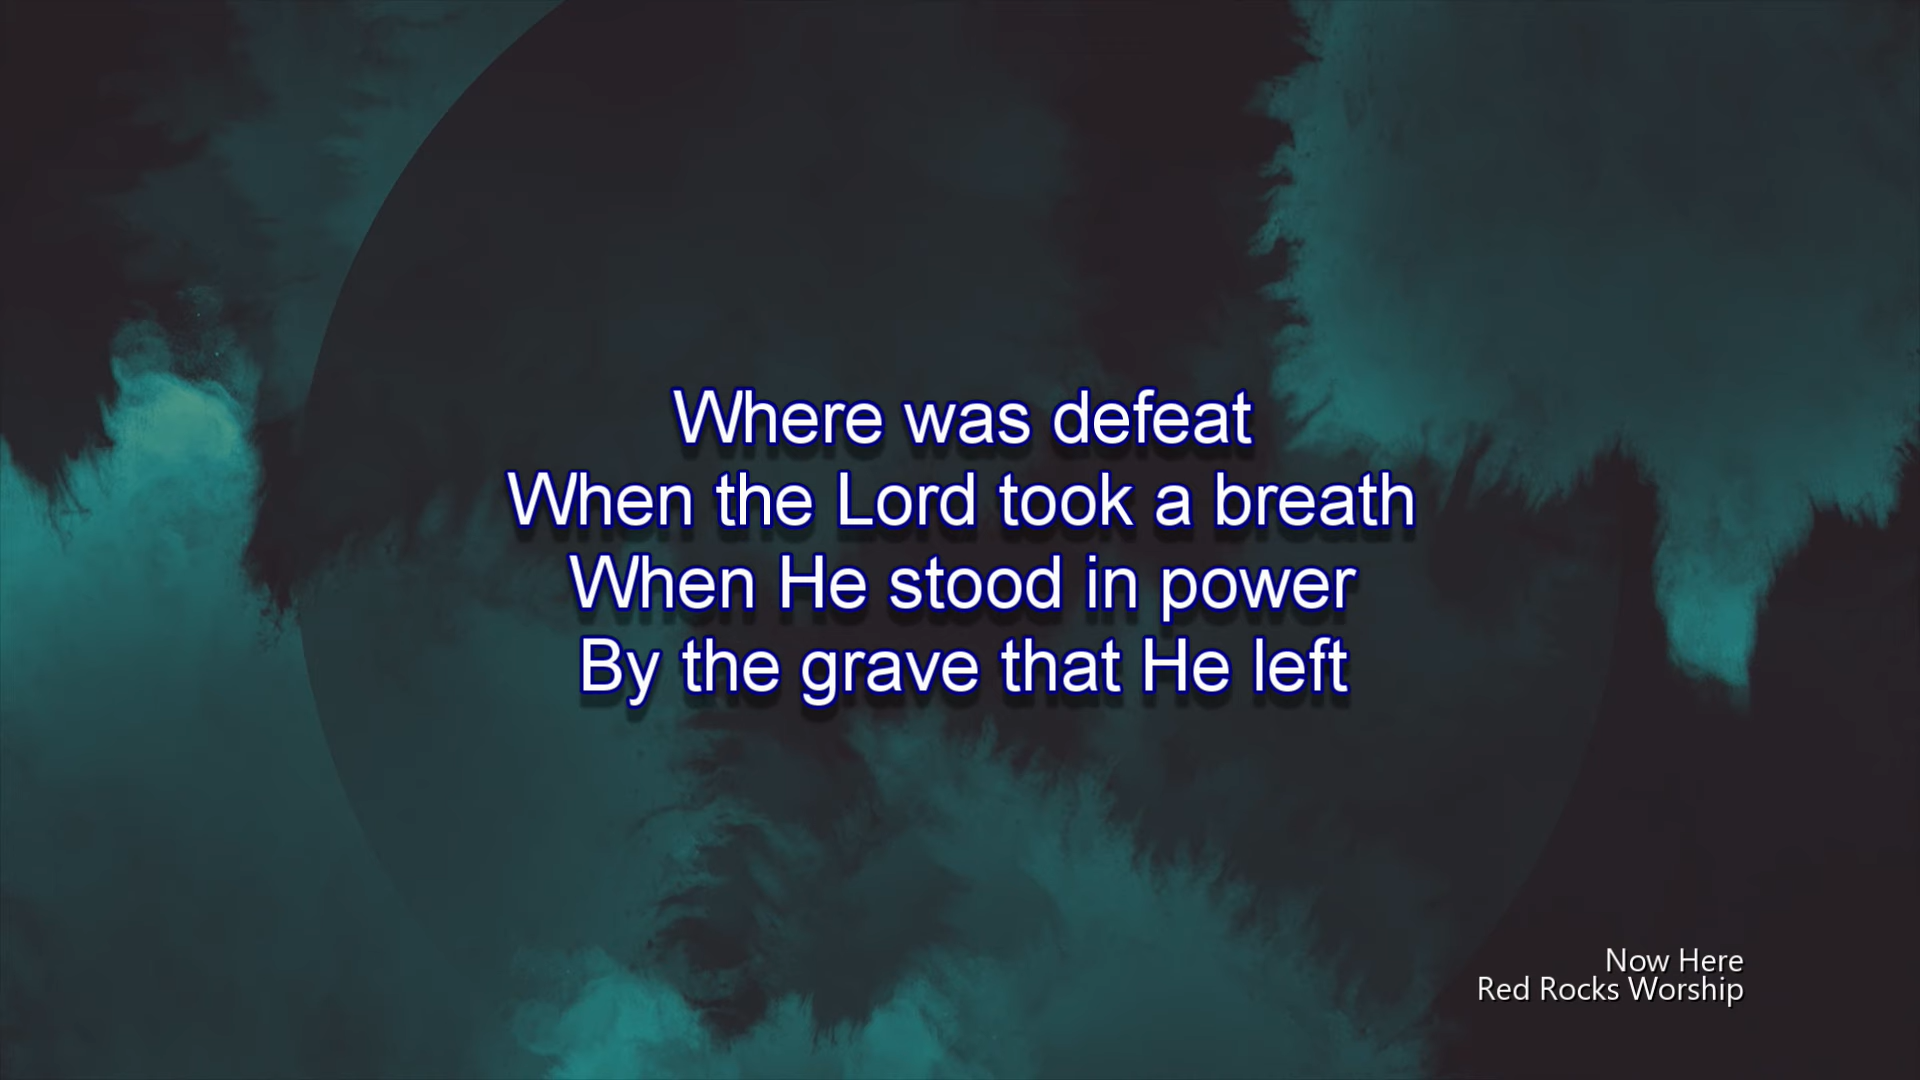 Where was defeat
When the Lord took a breath
When He stood in power
By the grave that He left
Now Here
Red Rocks Worship